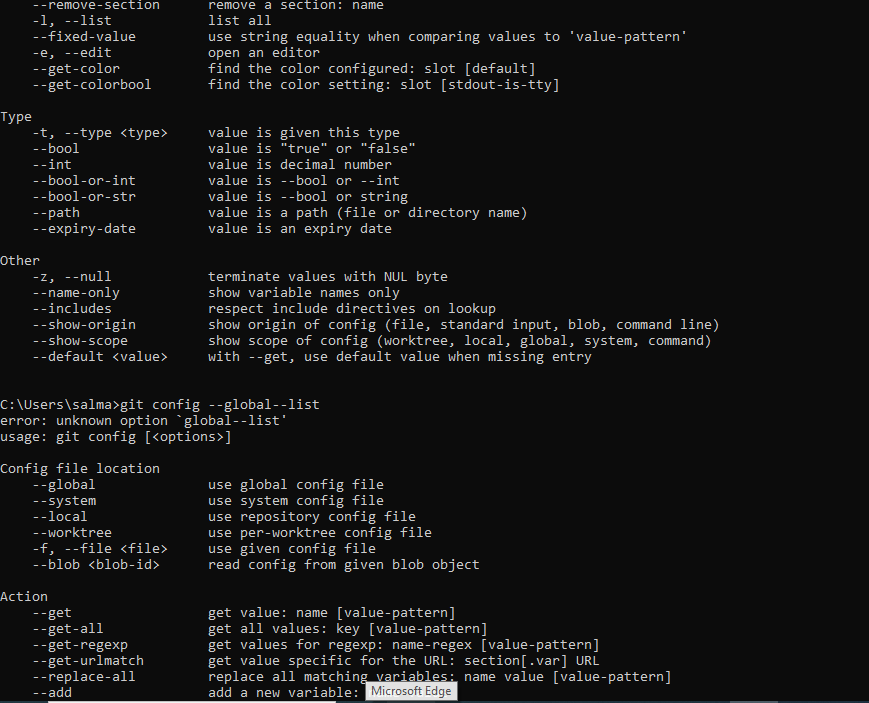 --remove-section remove a section: name
-l, --list list all
--fixed-value use string equality when comparing values to 'value-pattern'
-e, --edit open an editor
--get-color find the color configured: slot [default]
--get-colorbool find the color setting: slot [stdout-is-tty]
Type
-t, --type <type> value is given this type
--bool value is "true" or "false"
--int value is decimal number
--bool-or-int value is --bool or --int
--bool-or-str value is --bool or string
--path value is a path (file or directory name)
--expiry-date value is an expiry date
Other
-z, --null terminate values with NUL byte
--name-only show variable names only
--includes respect include directives on lookup
--show-origin show origin of config (file, standard input, blob, command line)
--show-scope show scope of config (worktree, local, global, system, command)
--default <value> with --get, use default value when missing entry
C:\Users\salma>git config --global--list
error: unknown option `global--list'
usage: git config [<options>]
Config file location
--global use global config file
--system use system config file
--local use repository config file
--worktree use per-worktree config file
-f, --file <file> use given config file
--blob <blob-id> read config from given blob object
Action
--get get value: name [value-pattern]
--get-all get all values: key [value-pattern]
--get-regexp get values for regexp: name-regex [value-pattern]
--get-urlmatch get value specific for the URL: section[.var] URL
--replace-all replace all matching variables: name value [value-pattern]
--add add a new variable:
Microsoft Edge